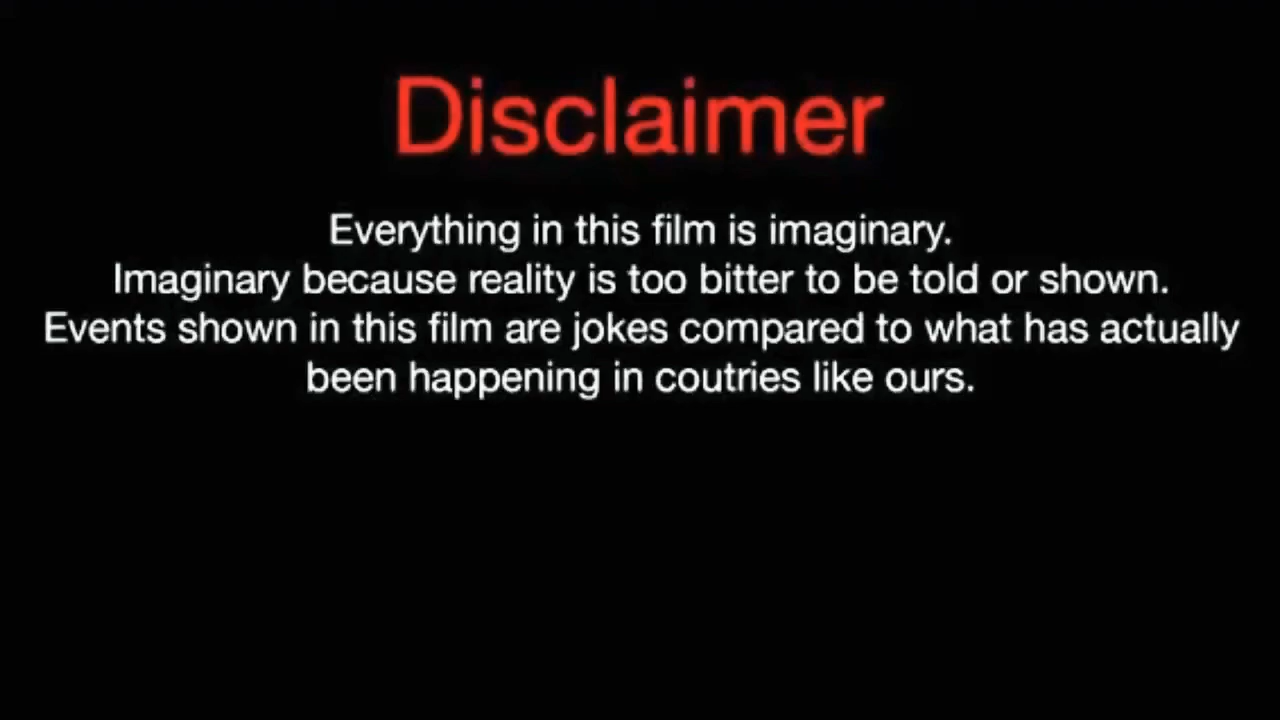 Disclaimer
Everything in this film is imaginary.
Imaginary because reality is too bitter to be told or shown.
Events shown in this film are jokes compared to what has actually
been happening in coutries like ours.